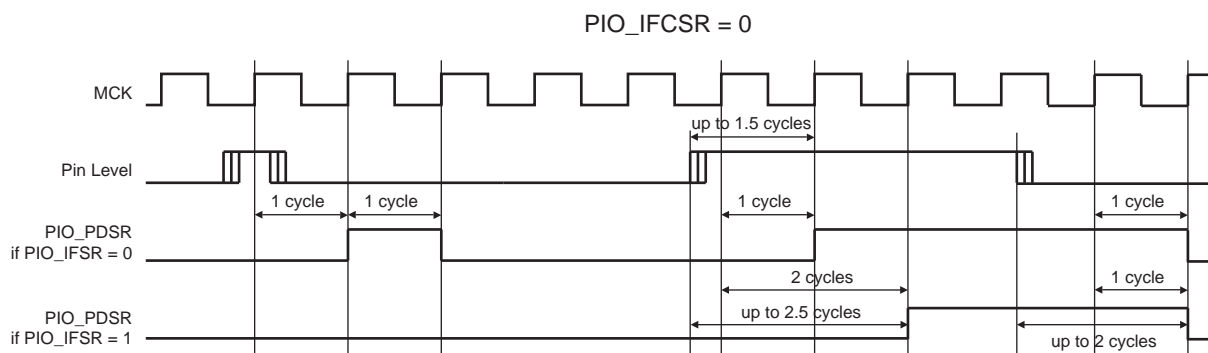 PIO_IFCSR = 0
MCK
up to 1.5 cycles
Pin Level
1 cycle
1 cycle
1 cycle
1 cycle
PIO_PDSR
if PIO_IFSR = 0
2 cycles
1 cycle
PIO_PDSR
if PIO_IFSR = 1
up to 2.5 cycles
up to 2 cycles